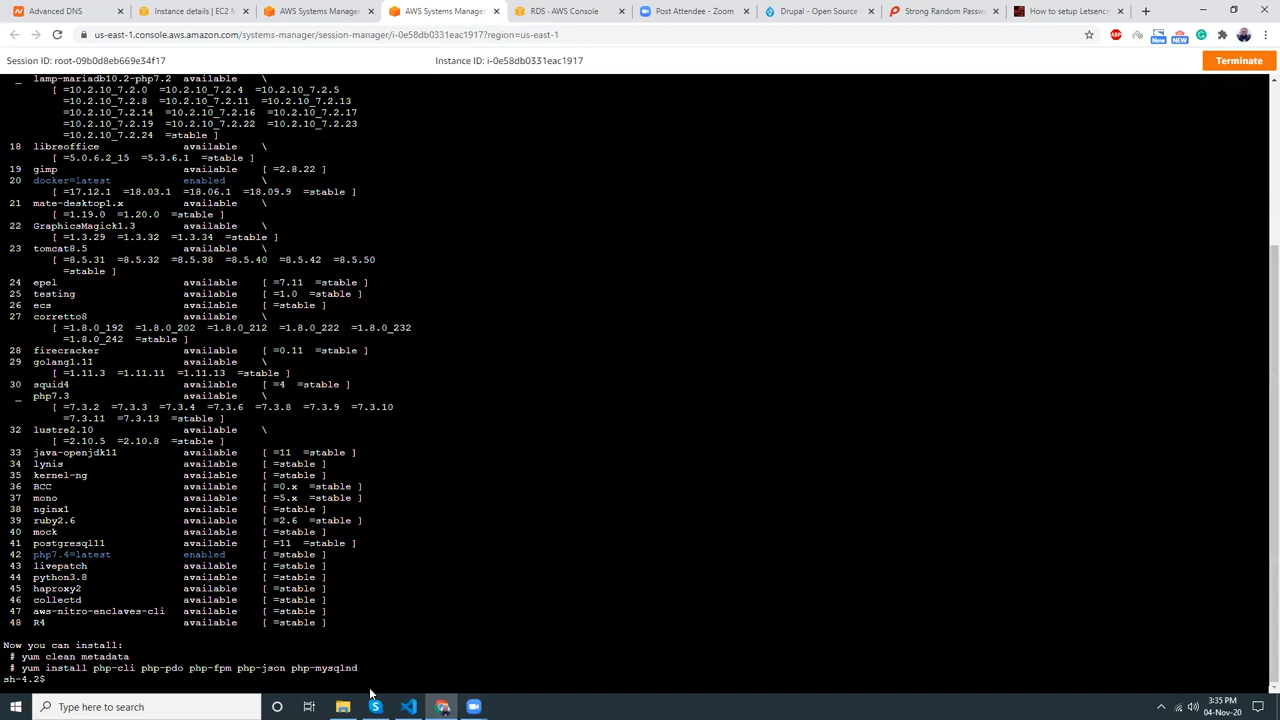 Advanced DNS
Instance details | EC2 M
AWS Systems Manager
AWS Systems Manager
RDS · AWS Console
Post Attendee - Zoom
Drupal - Open Source
Strong Random Passw
How to setup Letsenc
us-east-1.console.aws.amazon.com/systems-manager/session-manager/i-0e58db0331eac1917?region=us-east-1
Session ID: root-09b0d8eb669e34f17
Instance ID: i-0e58db0331eac1917
Terminate
_ lamp-mariadb10.2-php7.2 available \
[ =10.2.10_7.2.0 =10.2.10_7.2.4 =10.2.10_7.2.5
=10.2.10_7.2.8 =10.2.10_7.2.11 =10.2.10_7.2.13
=10.2.10_7.2.14 =10.2.10_7.2.16 =10.2.10_7.2.17
=10.2.10_7.2.19 =10.2.10_7.2.22 =10.2.10_7.2.23
=10.2.10_7.2.24 =stable ]
18 libreoffice available \
[ =5.0.6.2_15 =5.3.6.1 =stable ]
19 gimp available [ =2.8.22 ]
20 docker=latest enabled \
[ =17.12.1 =18.03.1 =18.06.1 =18.09.9 =stable ]
21 mate-desktop1.x available \
[ =1.19.0 =1.20.0 =stable ]
22 GraphicsMagick1.3 available \
[ =1.3.29 =1.3.32 =1.3.34 =stable ]
23 tomcat8.5 available \
[ =8.5.31 =8.5.32 =8.5.38 =8.5.40 =8.5.42 =8.5.50
=stable ]
24 epel available [ =7.11 =stable ]
25 testing available [ =1.0 =stable ]
26 ecs available [ =stable ]
27 corretto8 available \
[ =1.8.0_192 =1.8.0_202 =1.8.0_212 =1.8.0_222 =1.8.0_232
=1.8.0_242 =stable ]
28 firecracker available [ =0.11 =stable ]
29 golang1.11 available \
[ =1.11.3 =1.11.11 =1.11.13 =stable ]
30 squid4 available [ =4 =stable ]
_ php7.3 available \
[ =7.3.2 =7.3.3 =7.3.4 =7.3.6 =7.3.8 =7.3.9 =7.3.10
=7.3.11 =7.3.13 =stable ]
32 lustre2.10 available \
[ =2.10.5 =2.10.8 =stable ]
33 java-openjdk11 available [ =11 =stable ]
34 lynis available [ =stable ]
35 kernel-ng available [ =stable ]
36 BCC available [ =0.x =stable ]
37 mono available [ =5.x =stable ]
38 nginx1 available [ =stable ]
39 ruby2.6 available [ =2.6 =stable ]
40 mock available [ =stable ]
41 postgresql11 available [ =11 =stable ]
42 php7.4=latest enabled [ =stable ]
43 livepatch available [ =stable ]
44 python3.8 available [ =stable ]
45 haproxy2 available [ =stable ]
46 collectd available [ =stable ]
47 aws-nitro-enclaves-cli available [ =stable ]
48 R4 available [ =stable ]
Now you can install:
# yum clean metadata
# yum install php-cli php-pdo php-fpm php-json php-mysqlnd
sh-4.2$
Type here to search
3:35 PM
04-Nov-20